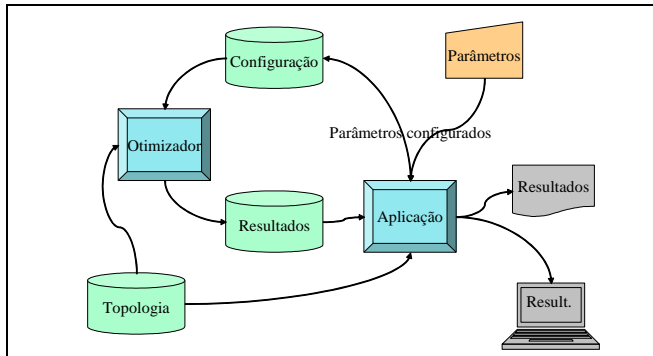 Configuração
Parâmetros
Otimizador
Parâmetros configurados
Resultados
Aplicação
Resultados
Topologia
Result.